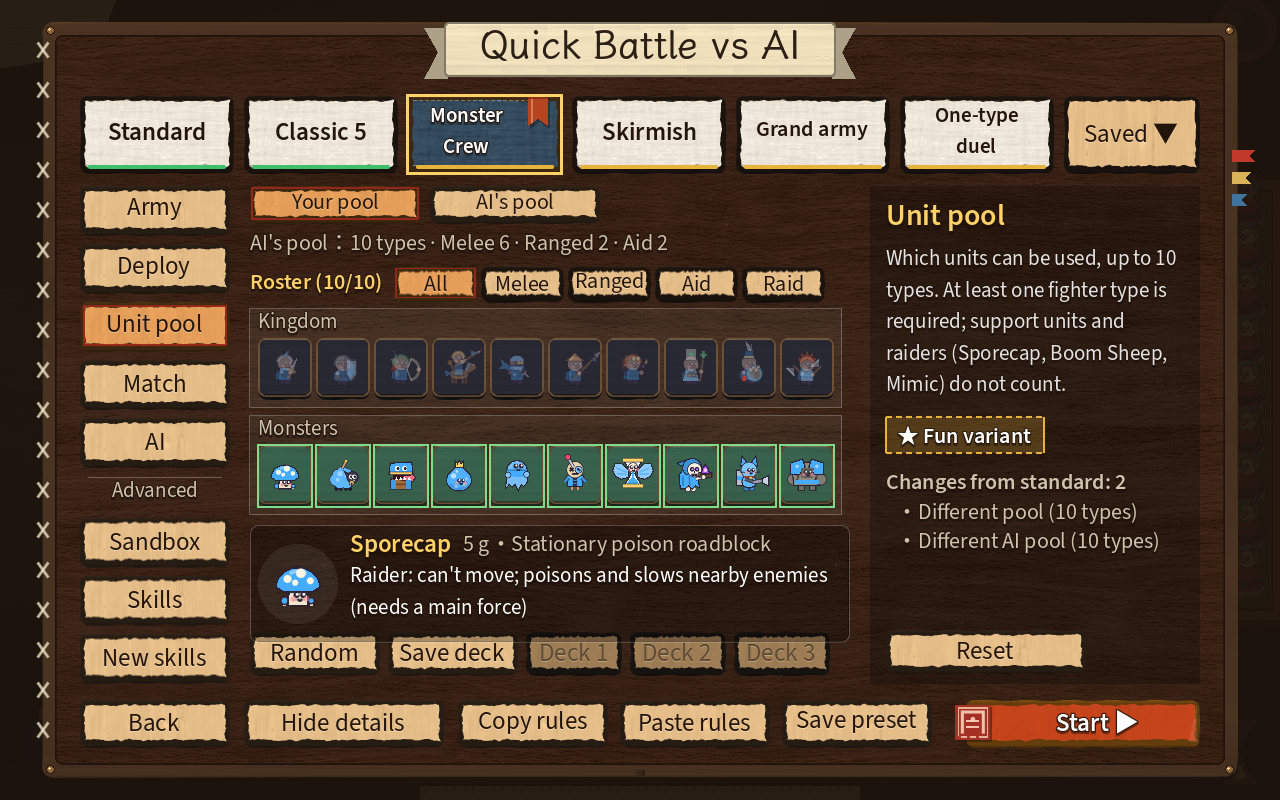 Quick Battle vs AI
Standard
Classic 5
Monster
Crew
Skirmish
Grand army
One-type
duel
Saved ▼
Army
Deploy
Unit pool
Match
AI
Advanced
Sandbox
Skills
New skills
Your pool
AI's pool
AI's pool：10 types · Melee 6 · Ranged 2 · Aid 2
Roster (10/10)
All
Melee
Ranged
Aid
Raid
Kingdom
Monsters
Sporecap 5 g・Stationary poison roadblock
Raider: can't move; poisons and slows nearby enemies
(needs a main force)
Random
Save deck
Deck 1
Deck 2
Deck 3
Unit pool
Which units can be used, up to 10
types. At least one fighter type is
required; support units and
raiders (Sporecap, Boom Sheep,
Mimic) do not count.
★ Fun variant
Changes from standard: 2
・Different pool (10 types)
・Different AI pool (10 types)
Reset
Back
Hide details
Copy rules
Paste rules
Save preset
Start ▶